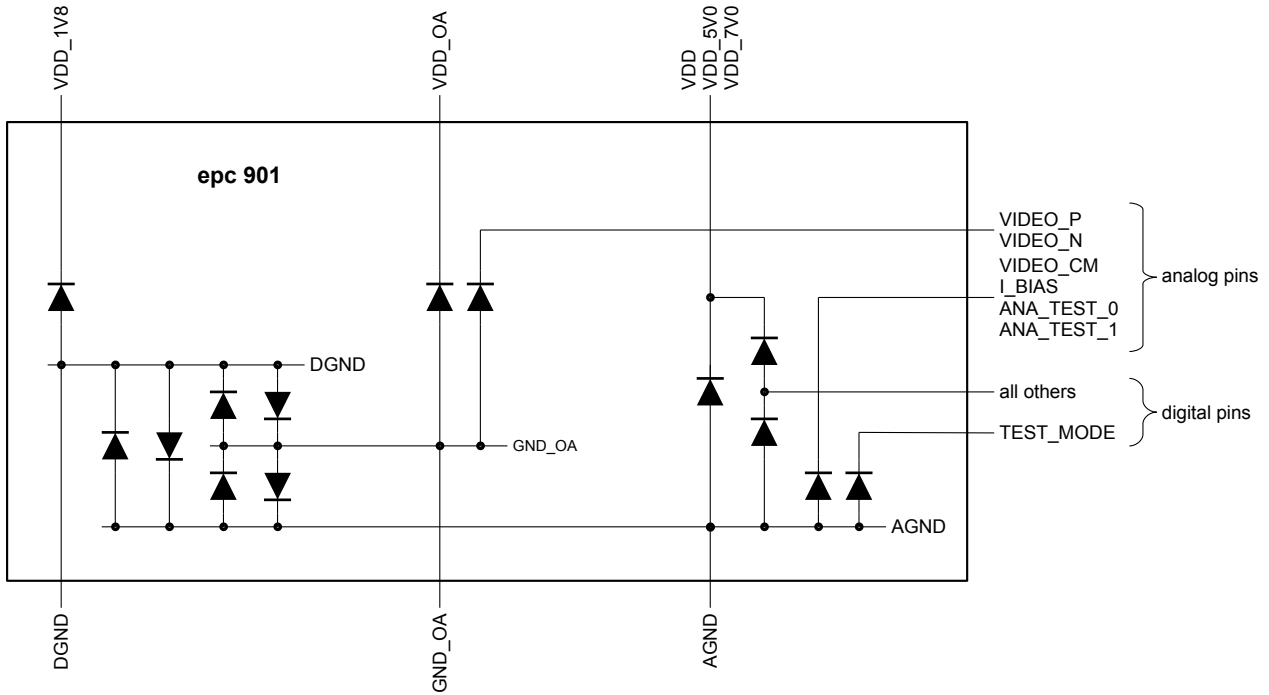 VDD_1V8
VDD_OA
VDD
VDD_5V0
VDD_7V0
epc 901
VIDEO_P
VIDEO_N
VIDEO_CM
I_BIAS
ANA_TEST_0
ANA_TEST_1
analog pins
DGND
all others
digital pins
TEST_MODE
GND_OA
AGND
DGND
GND_OA
AGND